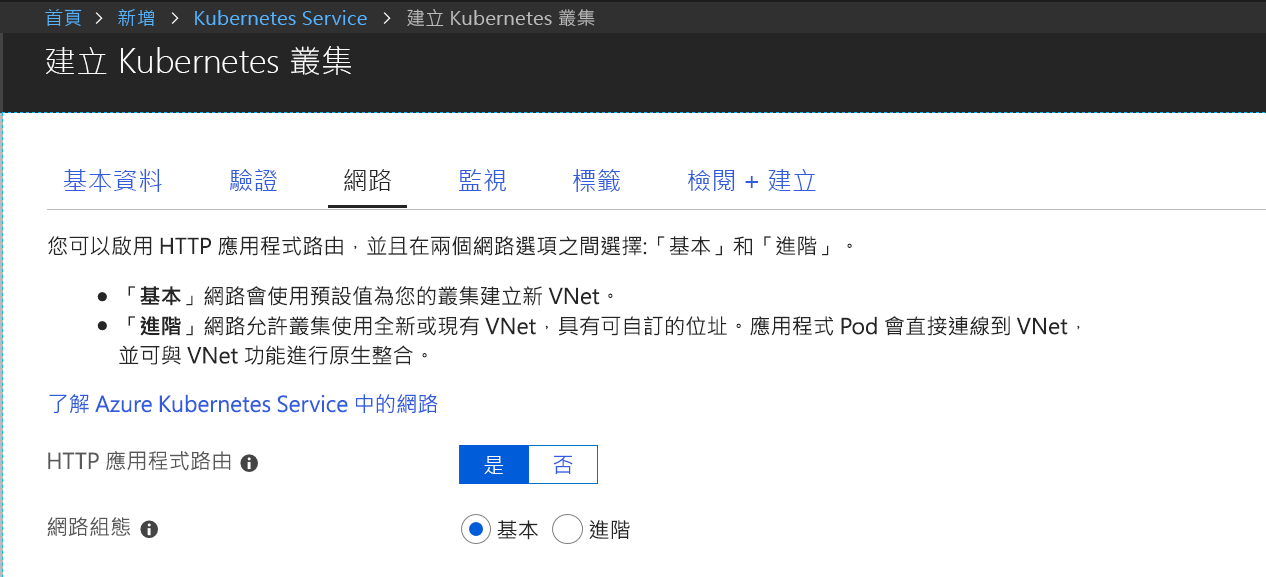 首頁 > 新增 > Kubernetes Service > 建立 Kubernetes 叢集
建立 Kubernetes 叢集
基本資料 驗證 網路 監視 標籤 檢閱 + 建立
您可以啟用 HTTP 應用程式路由，並且在兩個網路選項之間選擇:「基本」和「進階」。
● 「基本」網路會使用預設值為您的叢集建立新 VNet。
● 「進階」網路允許叢集使用全新或現有 VNet，具有可自訂的位址。應用程式 Pod 會直接連線到 VNet，
並可與 VNet 功能進行原生整合。
了解 Azure Kubernetes Service 中的網路
HTTP 應用程式路由 是 否
網路組態 基本 進階